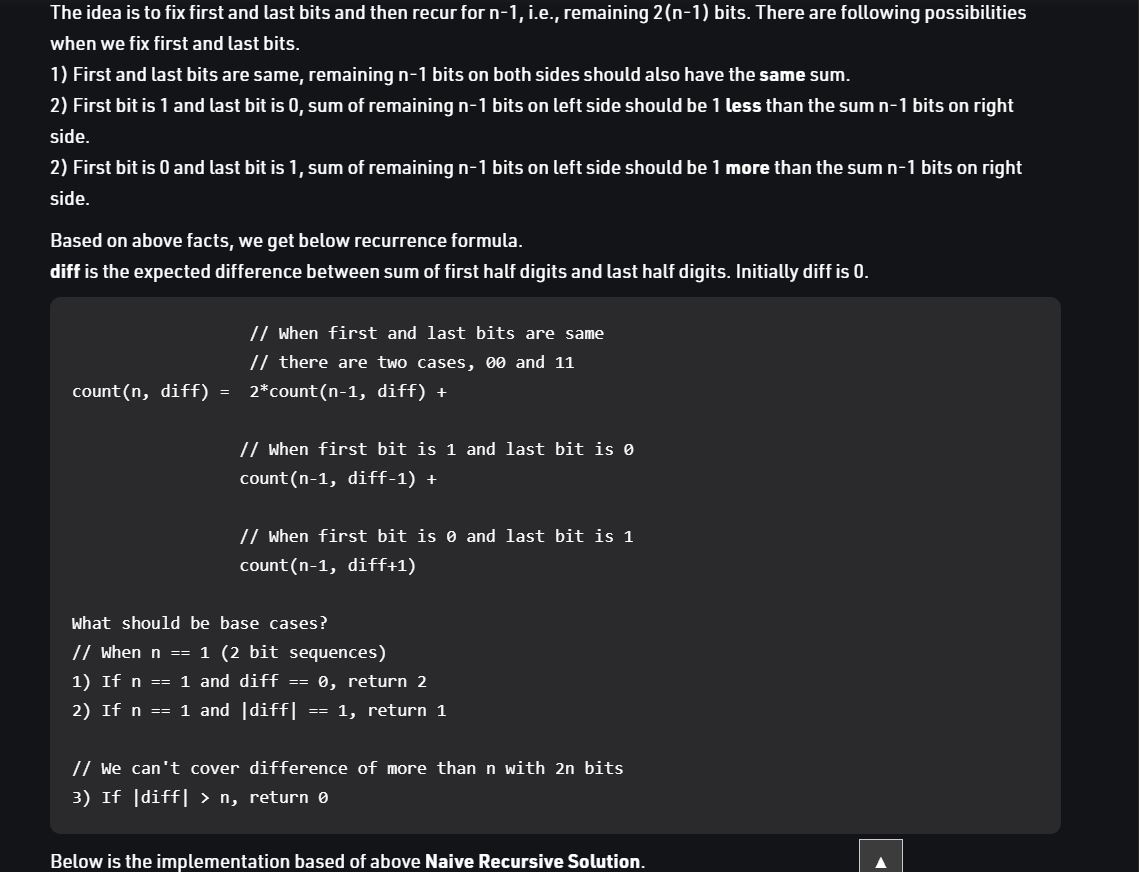 The idea is to fix first and last bits and then recur for n-1, i.e., remaining 2(n-1) bits. There are following possibilities
when we fix first and last bits.
1) First and last bits are same, remaining n-1 bits on both sides should also have the same sum.
2) First bit is 1 and last bit is 0, sum of remaining n-1 bits on left side should be 1 less than the sum n-1 bits on right
side.
2) First bit is 0 and last bit is 1, sum of remaining n-1 bits on left side should be 1 more than the sum n-1 bits on right
side.
Based on above facts, we get below recurrence formula.
diff is the expected difference between sum of first half digits and last half digits. Initially diff is 0.
// When first and last bits are same
// there are two cases, 00 and 11
count(n, diff) = 2*count(n-1, diff) +
// When first bit is 1 and last bit is 0
count(n-1, diff-1) +
// When first bit is 0 and last bit is 1
count(n-1, diff+1)
What should be base cases?
// When n == 1 (2 bit sequences)
1) If n == 1 and diff == 0, return 2
2) If n == 1 and |diff| == 1, return 1
// We can't cover difference of more than n with 2n bits
3) If |diff| > n, return 0
Below is the implementation based of above Naive Recursive Solution.